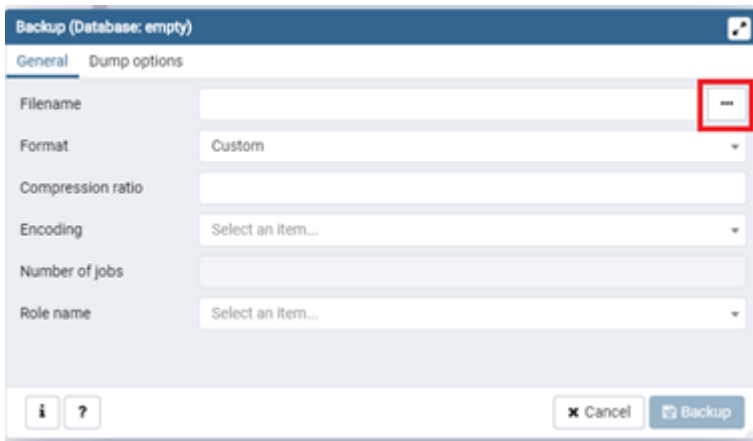 Backup (Database: empty)
General Dump options
Filename ...
Format Custom
Compression ratio
Encoding Select an item...
Number of jobs
Role name Select an item...
i ? Cancel Backup